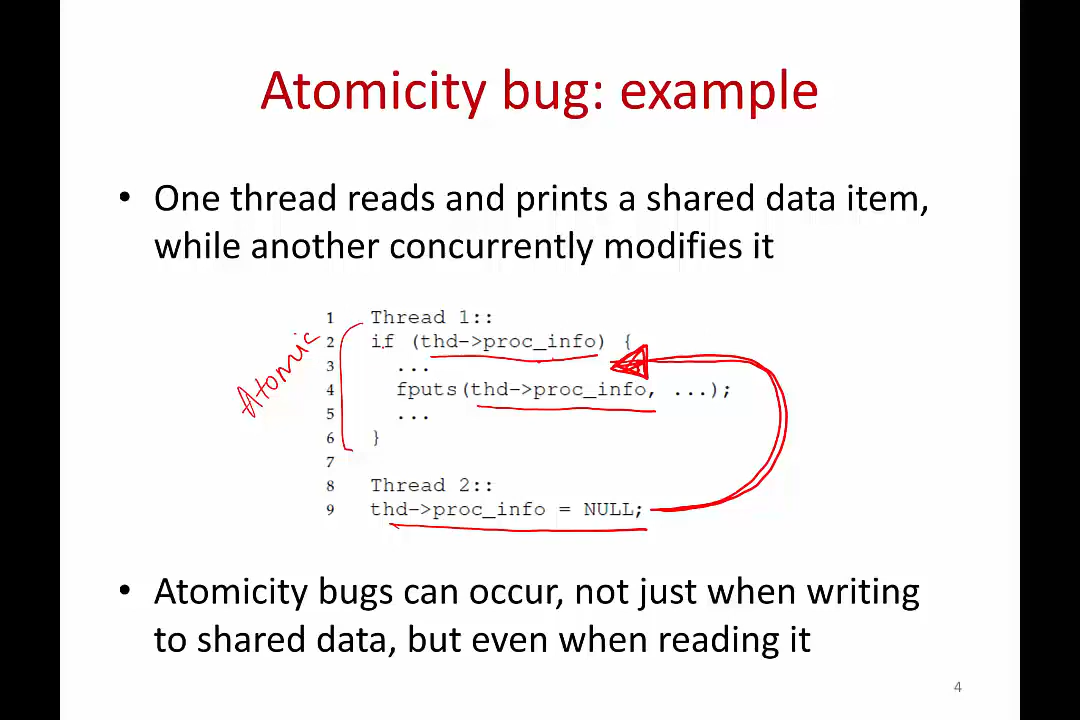 Atomicity bug: example
• One thread reads and prints a shared data item,
while another concurrently modifies it
Atomic
1 Thread 1::
2 if (thd->proc_info) {
3 ...
4 fputs(thd->proc_info, ...);
5 ...
6 }
7
8 Thread 2::
9 thd->proc_info = NULL;
• Atomicity bugs can occur, not just when writing
to shared data, but even when reading it
4